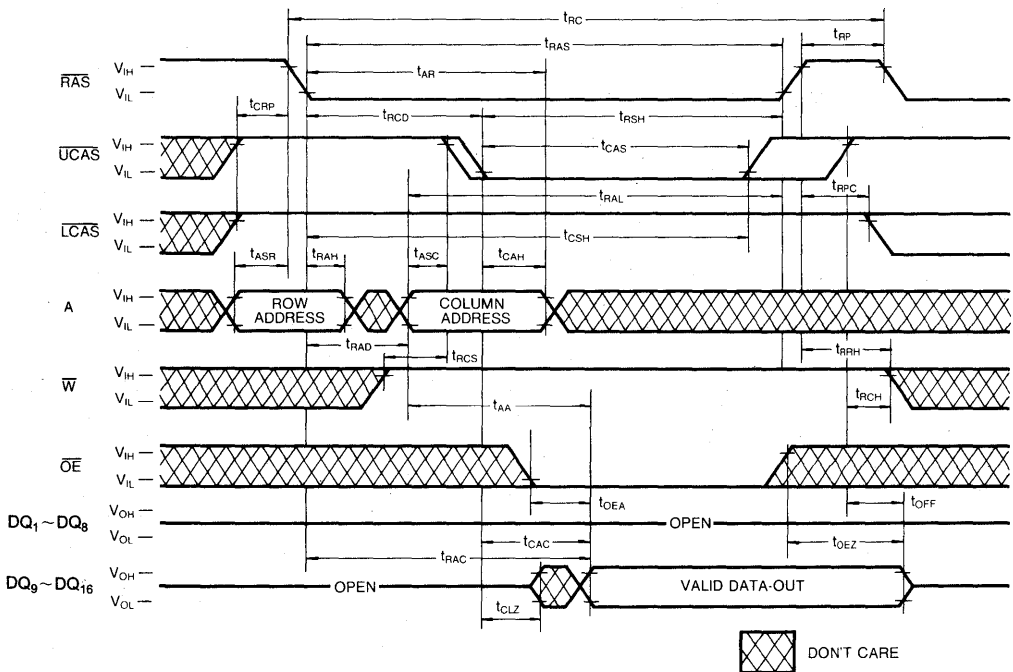 tRC
tRAS
tRP
tAR
RAS
VIH
VIL
tCRP
tRCD
tRSH
UCAS
VIH
VIL
tCAS
tRAL
tRPC
LCAS
VIH
VIL
tCSH
tASR
tRAH
tASC
tCAH
A
VIH
VIL
ROW
ADDRESS
COLUMN
ADDRESS
tRAD
tRCS
tRRH
W
VIH
VIL
tAA
tRCH
OE
VIH
VIL
tOEA
tOFF
DQ1~DQ8
VOH
VOL
OPEN
tCAC
tOEZ
tRAC
DQ9~DQ16
VOH
VOL
OPEN
VALID DATA-OUT
tCLZ
DON'T CARE